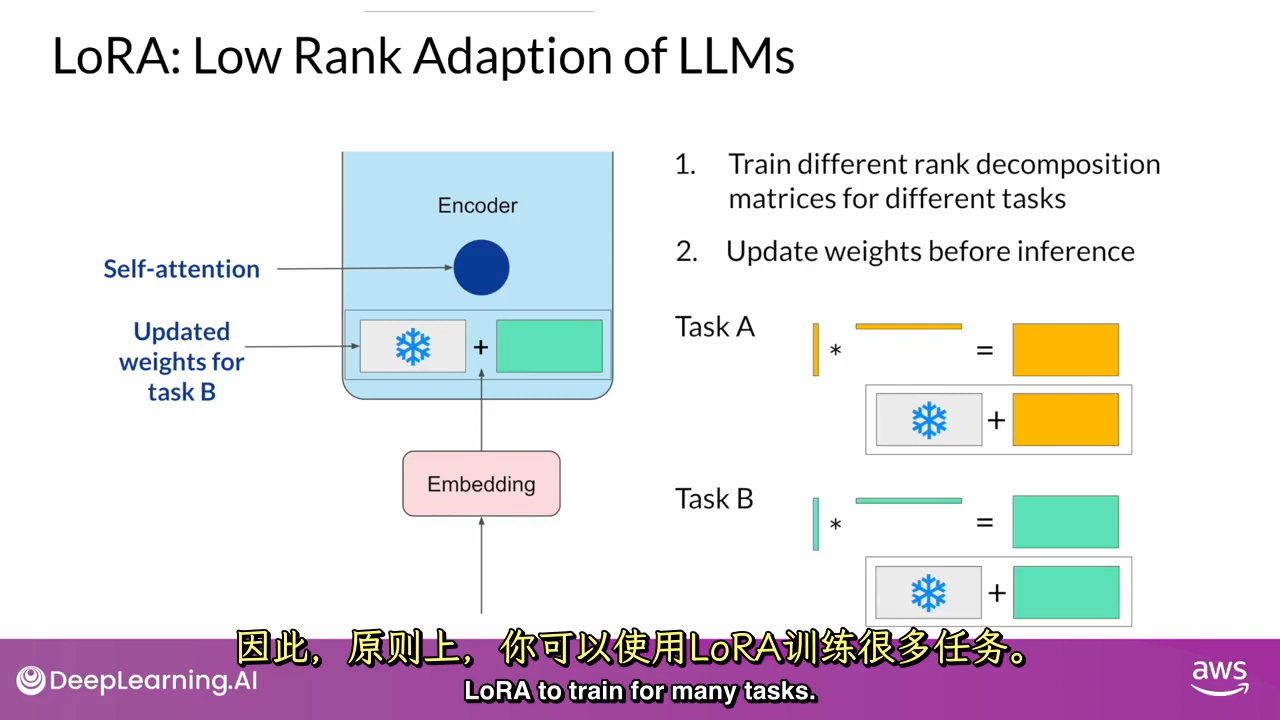 LoRA: Low Rank Adaption of LLMs
Encoder
Self-attention
Updated
weights for
task B
+
Embedding
1. Train different rank decomposition
matrices for different tasks
2. Update weights before inference
Task A
* =
+
Task B
* =
+
因此，原则上，你可以使用LoRA训练很多任务。
LoRA to train for many tasks.
DeepLearning.AI
aws